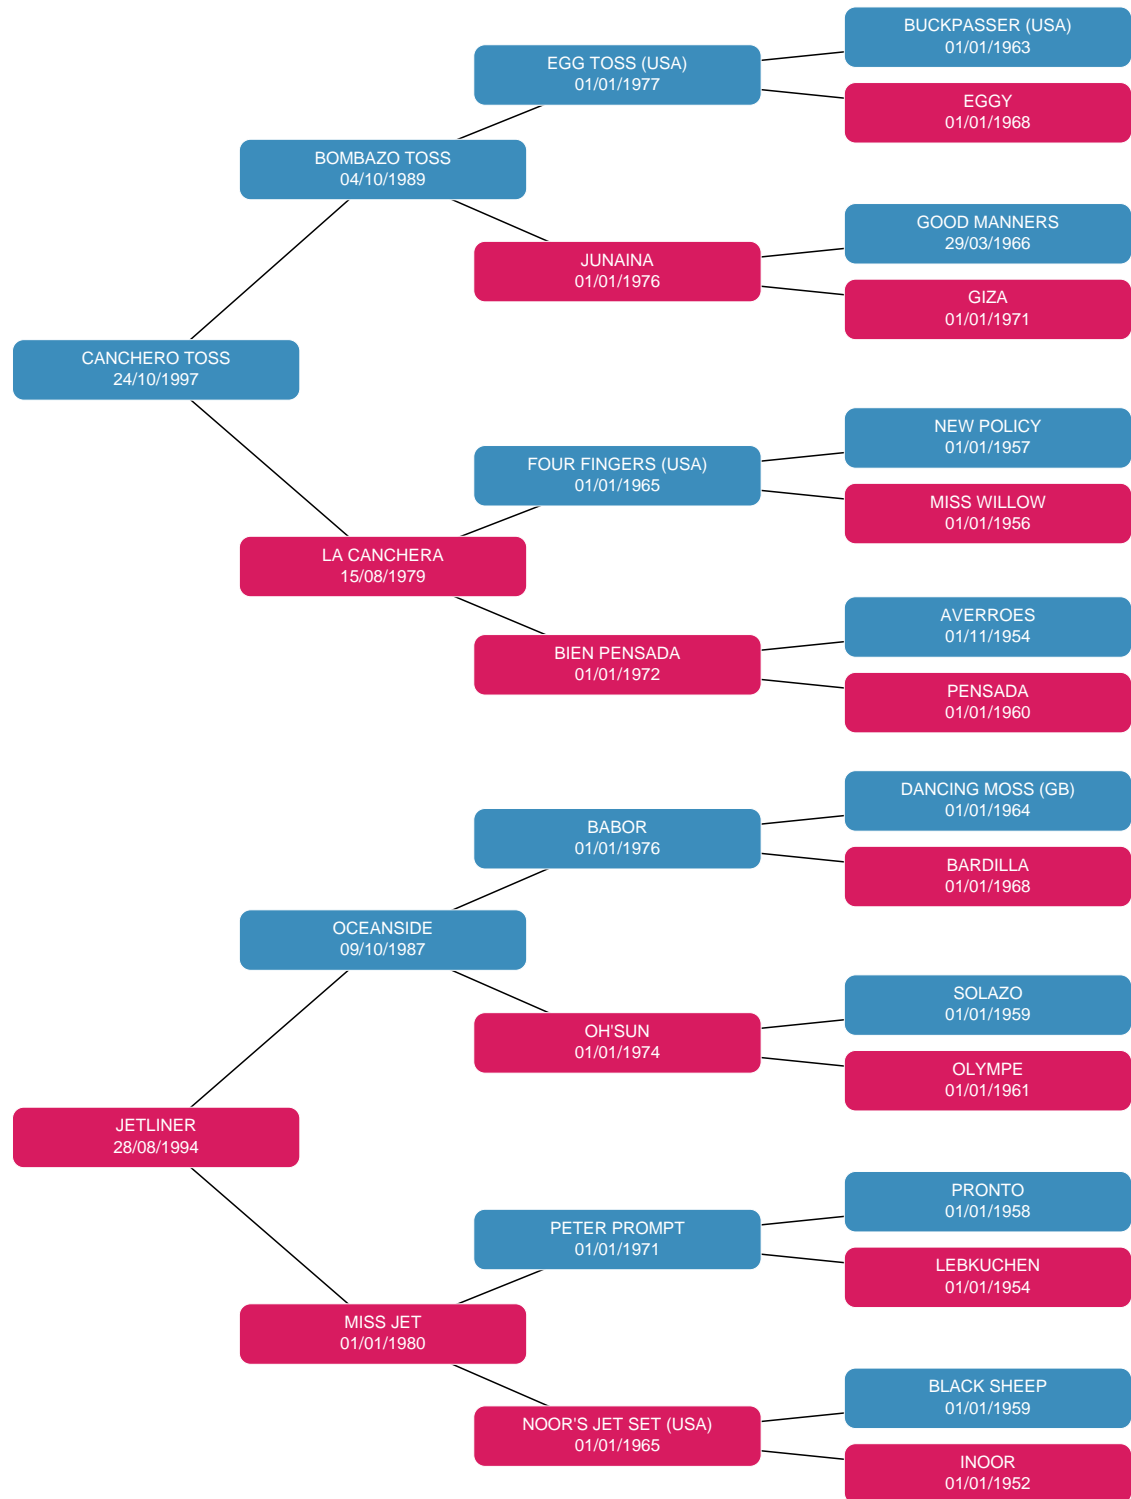 BUCKPASSER (USA)
01/01/1963
EGG TOSS (USA)
01/01/1977
EGGY
01/01/1968
BOMBAZO TOSS
04/10/1989
GOOD MANNERS
29/03/1966
JUNAINA
01/01/1976
GIZA
01/01/1971
CANCHERO TOSS
24/10/1997
NEW POLICY
01/01/1957
FOUR FINGERS (USA)
01/01/1965
MISS WILLOW
01/01/1956
LA CANCHERA
15/08/1979
AVERROES
01/11/1954
BIEN PENSADA
01/01/1972
PENSADA
01/01/1960
DANCING MOSS (GB)
01/01/1964
BABOR
01/01/1976
BARDILLA
01/01/1968
OCEANSIDE
09/10/1987
SOLAZO
01/01/1959
OH'SUN
01/01/1974
OLYMPE
01/01/1961
JETLINER
28/08/1994
PRONTO
01/01/1958
PETER PROMPT
01/01/1971
LEBKUCHEN
01/01/1954
MISS JET
01/01/1980
BLACK SHEEP
01/01/1959
NOOR'S JET SET (USA)
01/01/1965
INOOR
01/01/1952